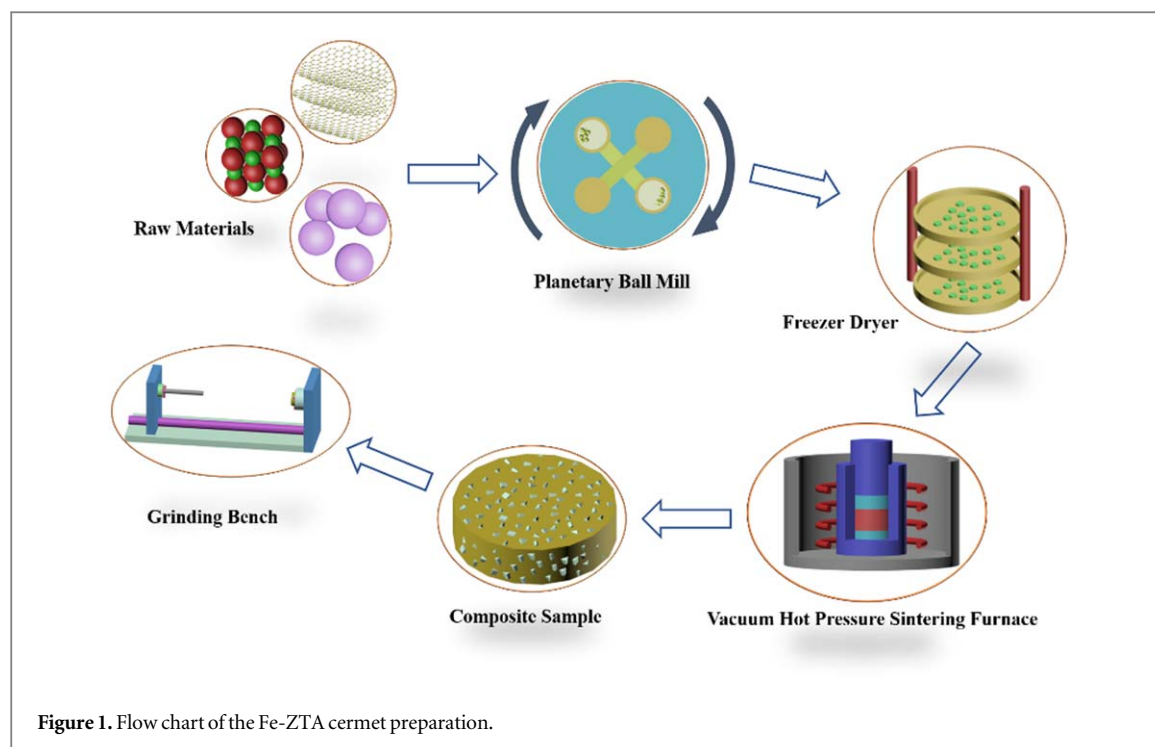 Raw Materials
Planetary Ball Mill
Freezer Dryer
Grinding Bench
Composite Sample
Vacuum Hot Pressure Sintering Furnace
Figure 1. Flow chart of the Fe-ZTA cermet preparation.